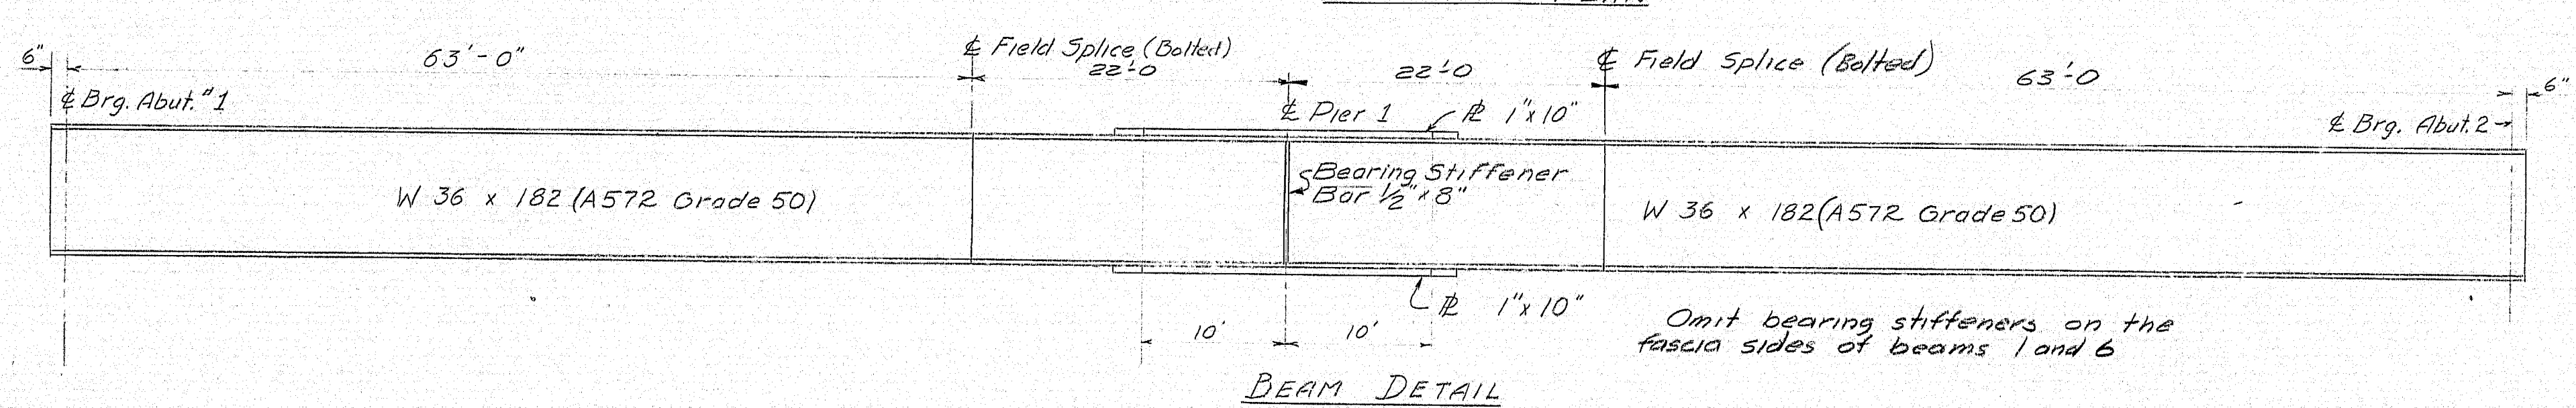 6"
63'-0"
℄ Field Splice (Bolted)
22'-0
22'-0
℄ Field Splice (Bolted)
63'-0
6"
℄ Brg. Abut. #1
℄ Pier 1
℔ 1"x10"
℄ Brg. Abut. 2
W 36 x 182 (A572 Grade 50)
Bearing Stiffener
Bar 1/2" x 8"
W 36 x 182 (A572 Grade 50)
℔ 1"x10"
10'
10'
Omit bearing stiffeners on the
fascia sides of beams 1 and 6
BEAM DETAIL